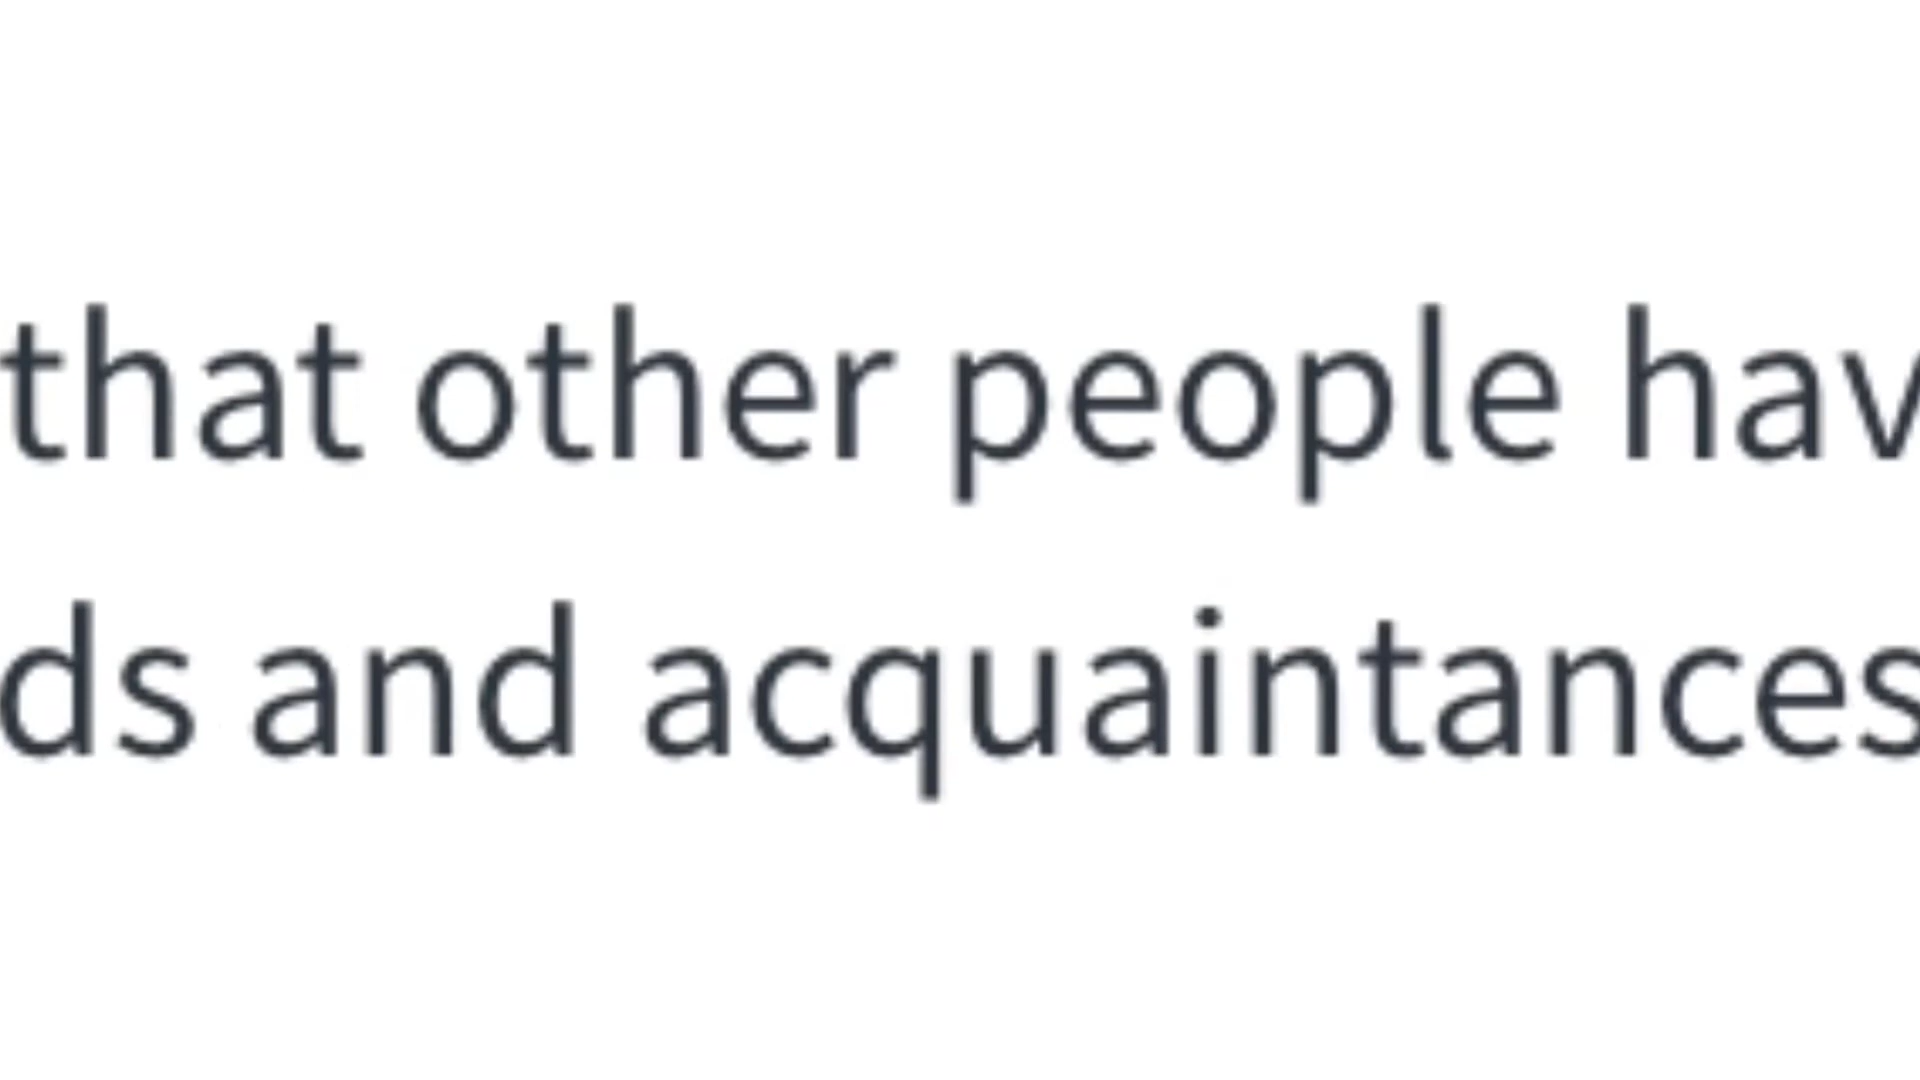 that other people hav
ds and acquaintances